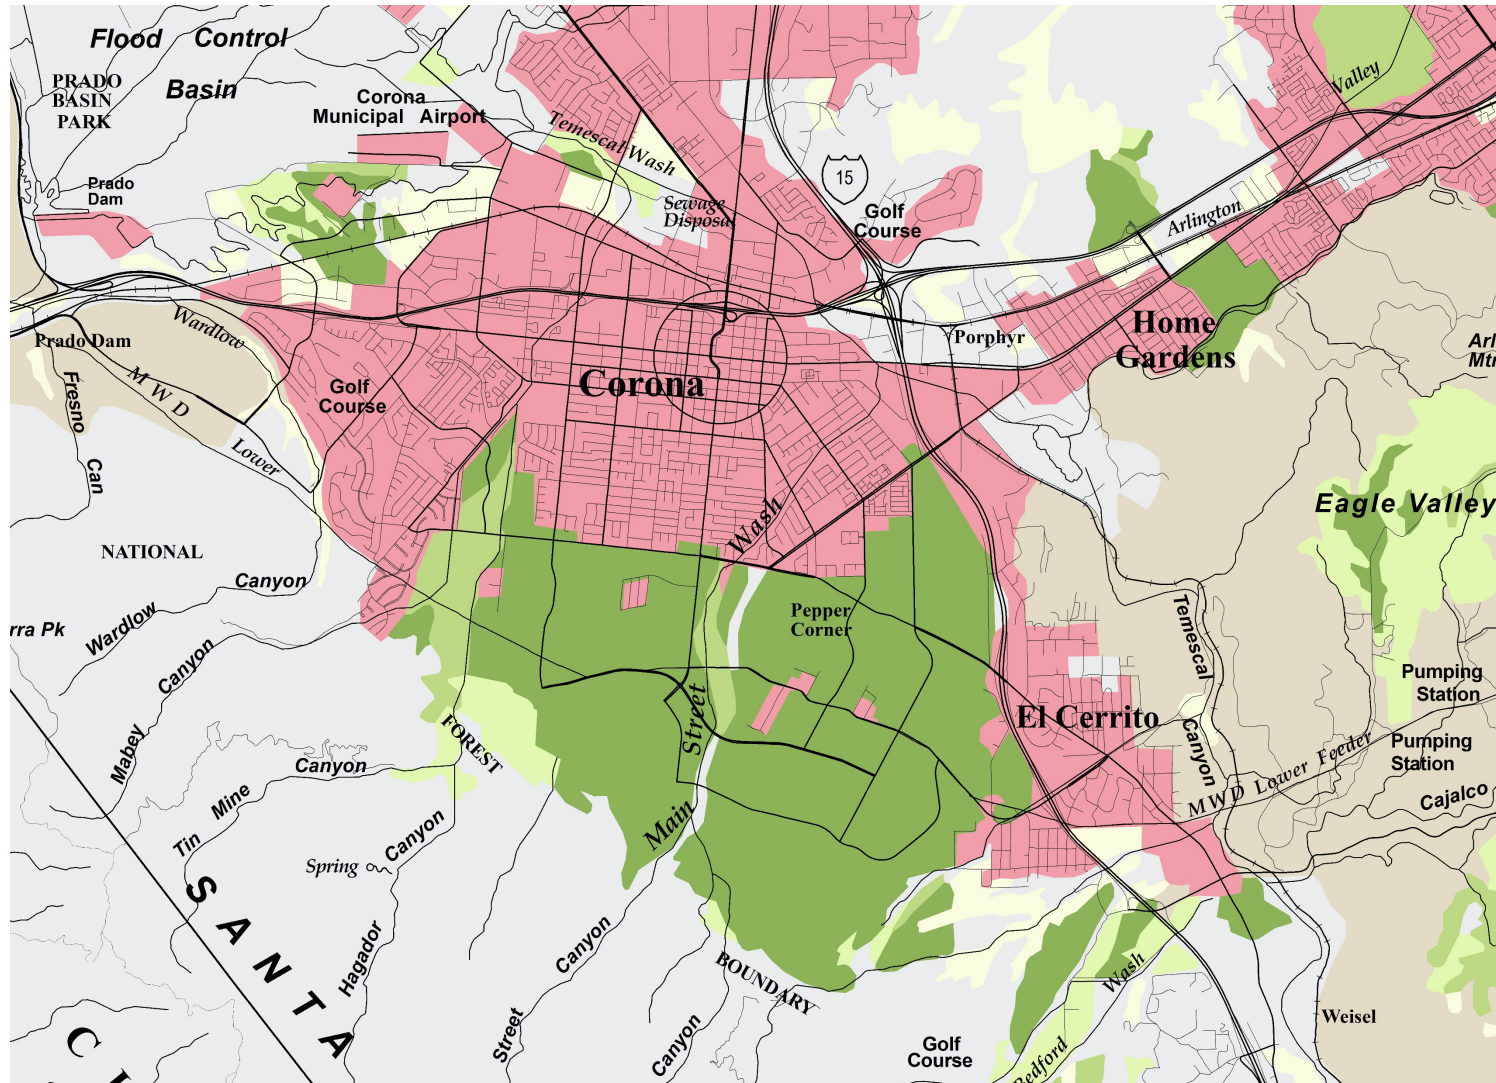 Flood Control
Basin
PRADO
BASIN
PARK
Corona
Municipal Airport
Temescal Wash
Valley
15
Prado
Dam
Sewage
Disposal
Golf
Course
Arlington
Wardlow
Prado Dam
Porphyr
Home
Gardens
Arl
Mtn
Fresno
Can
MWD
Lower
Golf
Course
Corona
Eagle Valley
Wash
NATIONAL
Canyon
Wardlow
rra Pk
Mabey
Canyon
Pepper
Corner
Temescal
Canyon
Pumping
Station
El Cerrito
Pumping
Station
FOREST
Street
Main
MWD Lower Feeder
Cajalco
Canyon
Mine
Tin
Canyon
Spring
Hagador
SANTA
Canyon
Street
BOUNDARY
Canyon
Wash
Bedford
Weisel
Golf
Course
C